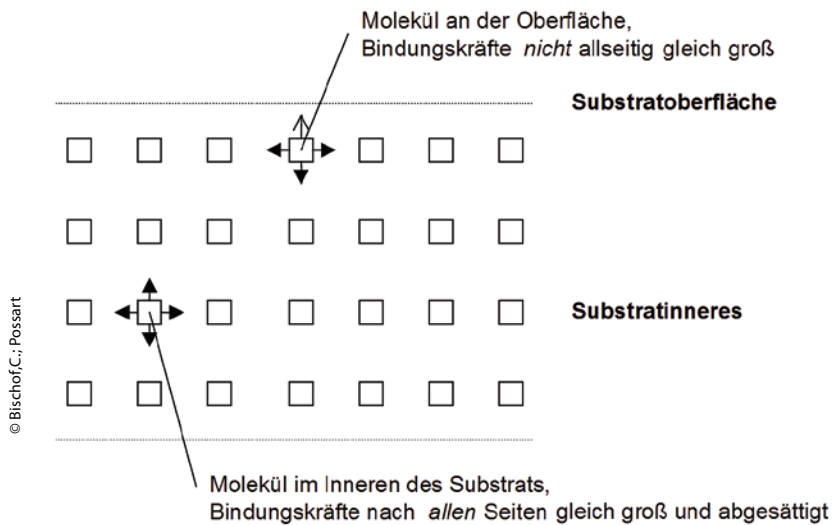 Molekül an der Oberfläche,
Bindungskräfte nicht allseitig gleich groß
Substratoberfläche
Substratinneres
© Bischof,C.; Possart
Molekül im Inneren des Substrats,
Bindungskräfte nach allen Seiten gleich groß und abgesättigt